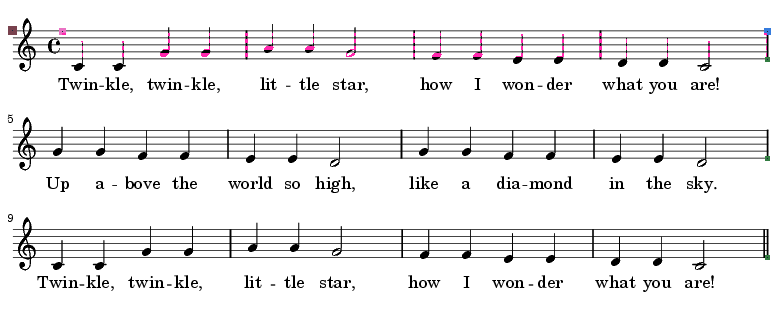 Twin-kle, twin-kle, lit - tle star, how I won-der what you are!
5
Up a - bove the world so high, like a dia-mond in the sky.
9
Twin-kle, twin-kle, lit - tle star, how I won-der what you are!